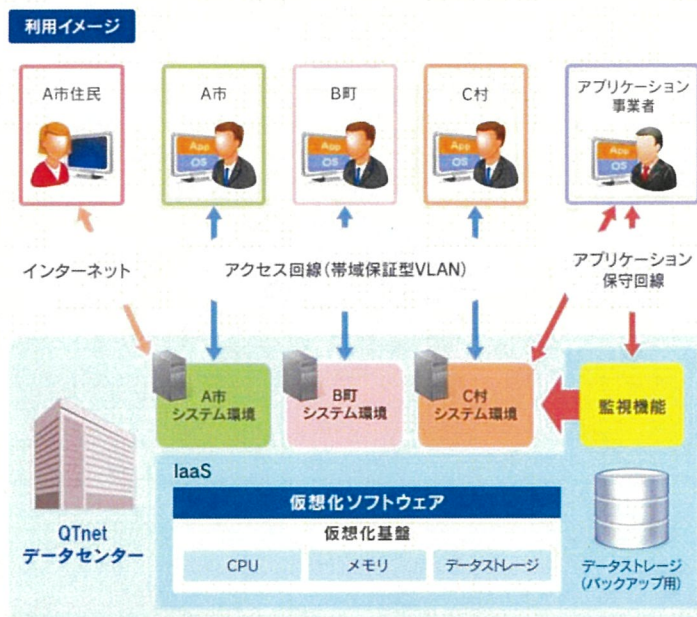 利用イメージ
A市住民
A市
B町
C村
アプリケーション
事業者
App
OS
App
OS
App
OS
App
OS
インターネット
アクセス回線(帯域保証型VLAN)
アプリケーション
保守回線
A市
システム環境
B町
システム環境
C村
システム環境
監視機能
QTnet
データセンター
IaaS
仮想化ソフトウェア
仮想化基盤
CPU
メモリ
データストレージ
データストレージ
(バックアップ用)